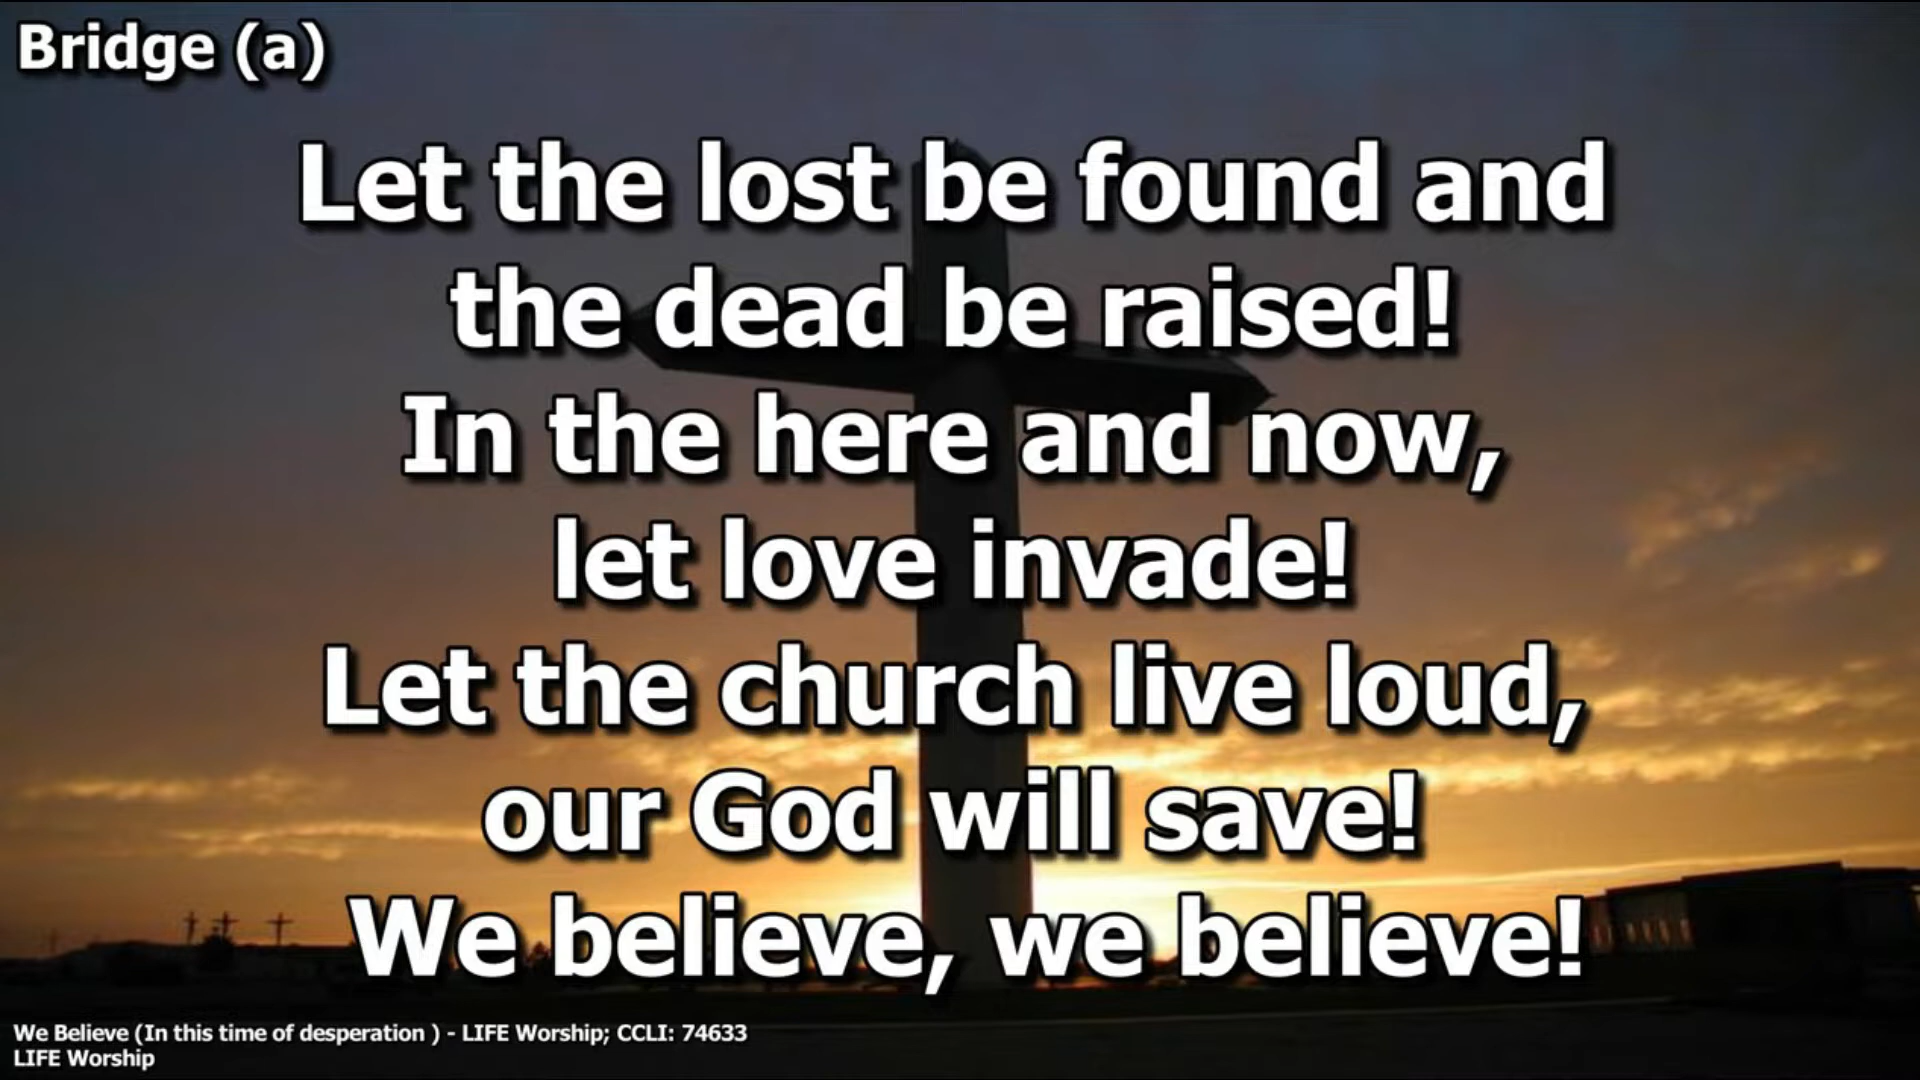 Bridge (a)
Let the lost be found and
the dead be raised!
In the here and now,
let love invade!
Let the church live loud,
our God will save!
We believe, we believe!
We Believe (In this time of desperation ) - LIFE Worship; CCLI: 74633
LIFE Worship